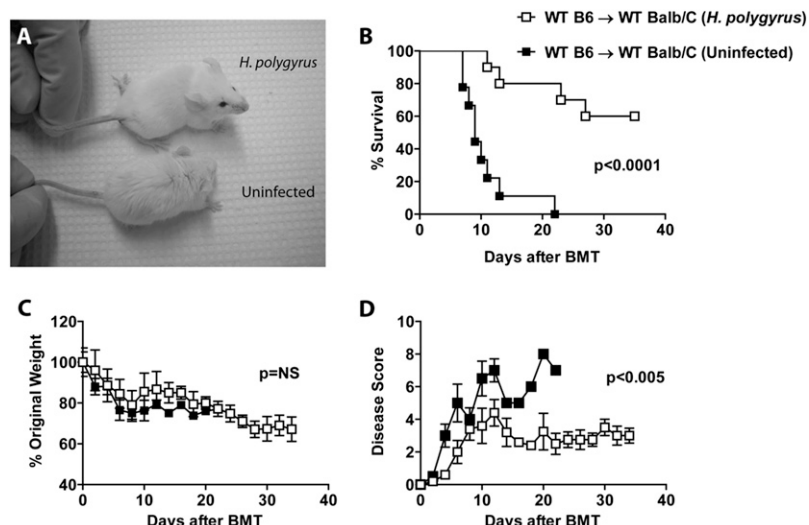 A
H. polygyrus
Uninfected
WT B6 → WT Balb/C (H. polygyrus)
WT B6 → WT Balb/C (Uninfected)
B
100
80
60
40
20
0
% Survival
p<0.0001
0 10 20 30 40
Days after BMT
C
120
100
80
60
40
% Original Weight
p=NS
0 10 20 30 40
Days after BMT
D
10
8
6
4
2
0
Disease Score
p<0.005
0 10 20 30 40
Days after BMT